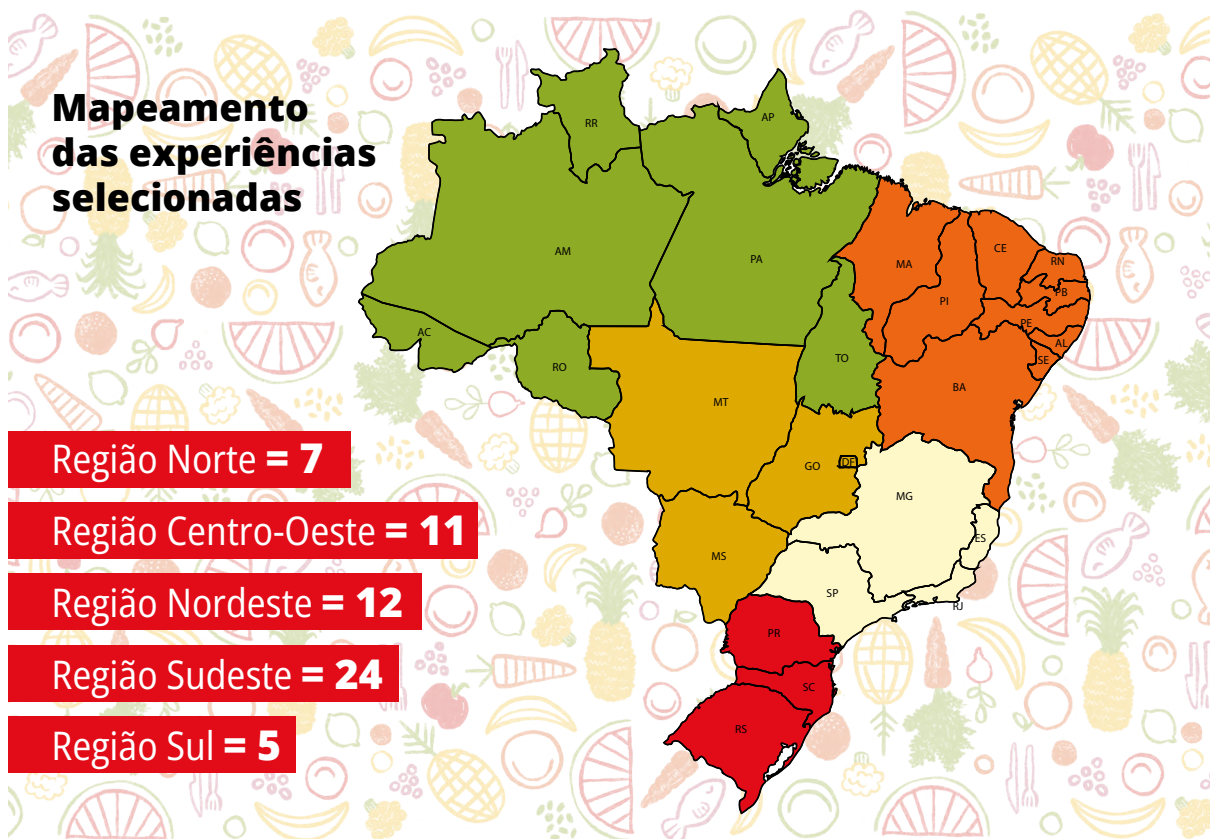 Mapeamento
das experiências
selecionadas
Região Norte = 7
Região Centro-Oeste = 11
Região Nordeste = 12
Região Sudeste = 24
Região Sul = 5
RR
AP
AM
PA
MA
CE
RN
PB
PI
PE
AL
SE
AC
RO
TO
BA
MT
GO
DF
MG
ES
MS
SP
RJ
PR
SC
RS